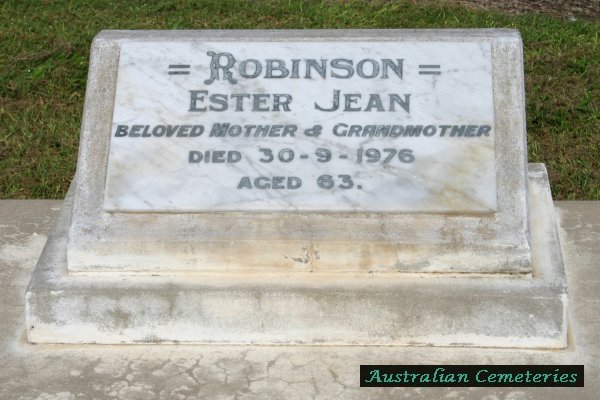 = ROBINSON =
ESTER JEAN
BELOVED MOTHER & GRANDMOTHER
DIED 30-9-1976
AGED 63.
Australian Cemeteries